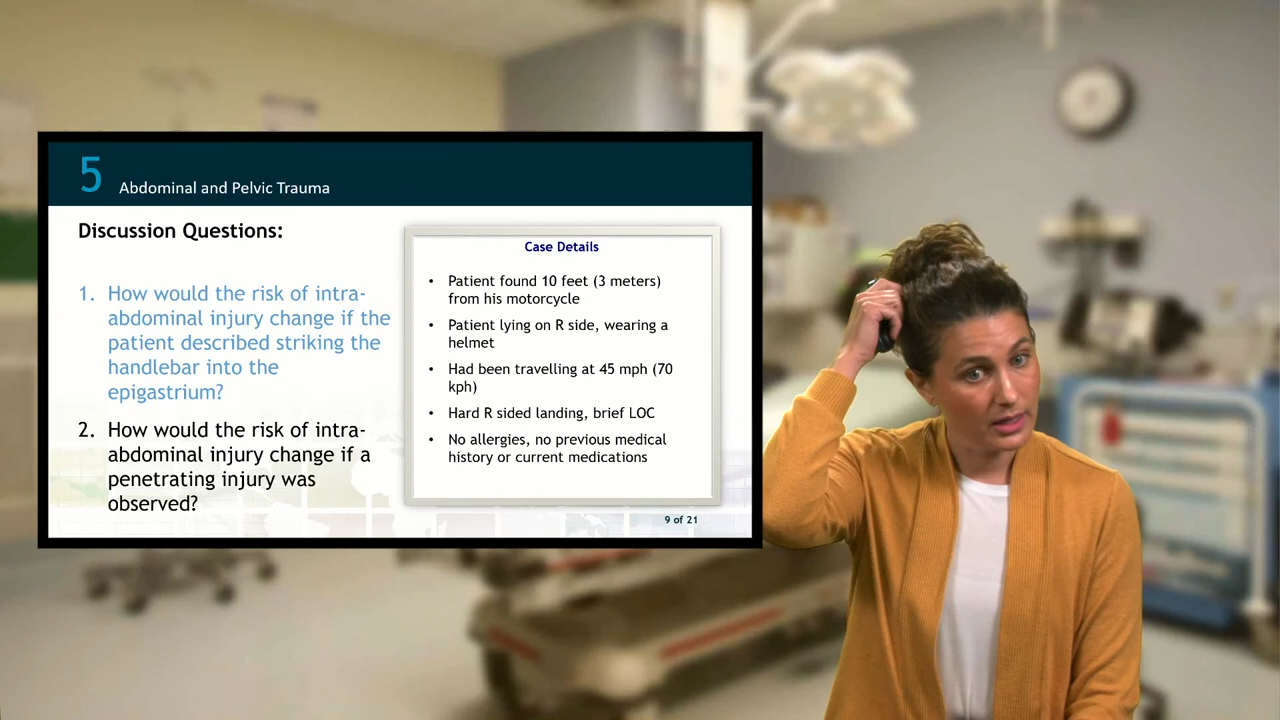 5 Abdominal and Pelvic Trauma
Discussion Questions:
1. How would the risk of intra-
abdominal injury change if the
patient described striking the
handlebar into the
epigastrium?
2. How would the risk of intra-
abdominal injury change if a
penetrating injury was
observed?
Case Details
• Patient found 10 feet (3 meters)
from his motorcycle
• Patient lying on R side, wearing a
helmet
• Had been travelling at 45 mph (70
kph)
• Hard R sided landing, brief LOC
• No allergies, no previous medical
history or current medications
9 of 21